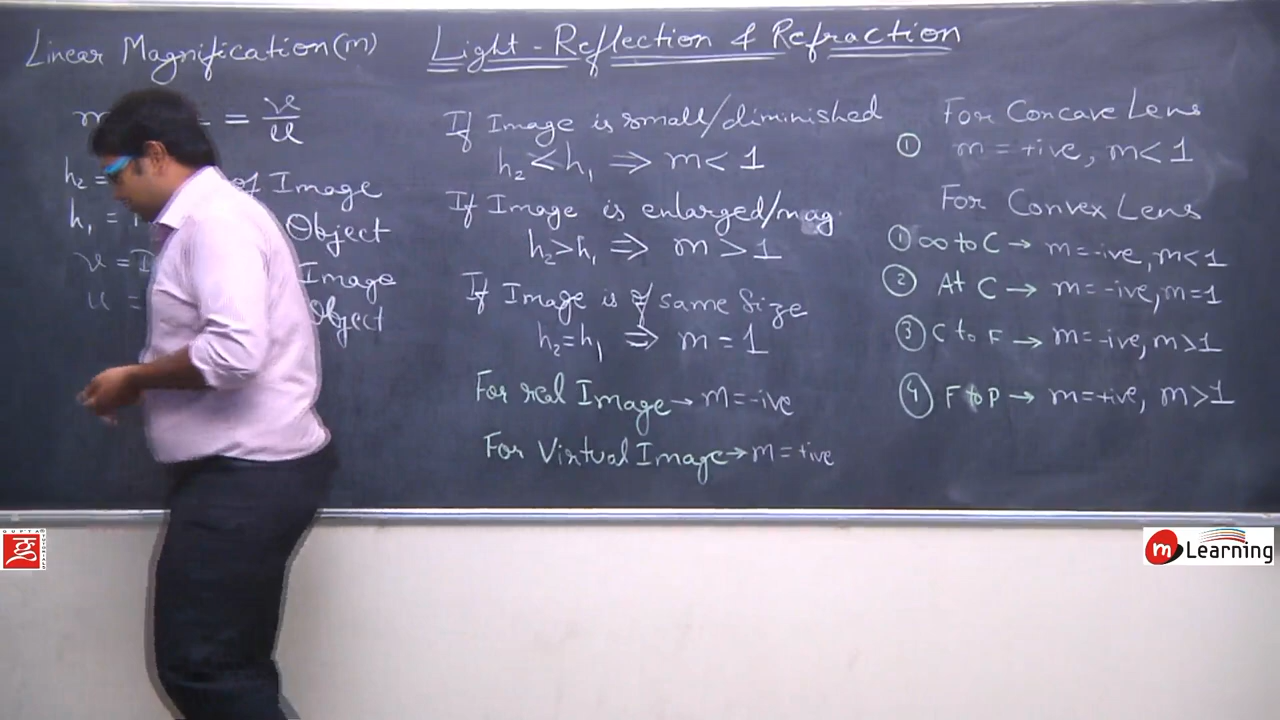 Linear Magnification (m)
m = v/u
h₂ = of Image
h₁ = Object
v = Image
u = Object
Light - Reflection & Refraction
If Image is small/diminished
h₂ < h₁ ⇒ m < 1
If Image is enlarged/mag.
h₂ > h₁ ⇒ m > 1
If Image is same Size
h₂ = h₁ ⇒ m = 1
For real Image → m = -ive
For Virtual Image → m = +ive
For Concave Lens
① m = +ive, m < 1
For Convex Lens
① ∞ to C → m = -ive, m < 1
② At C → m = -ive, m = 1
③ C to F → m = -ive, m > 1
④ F to P → m = +ive, m > 1
GUPTA
m Learning